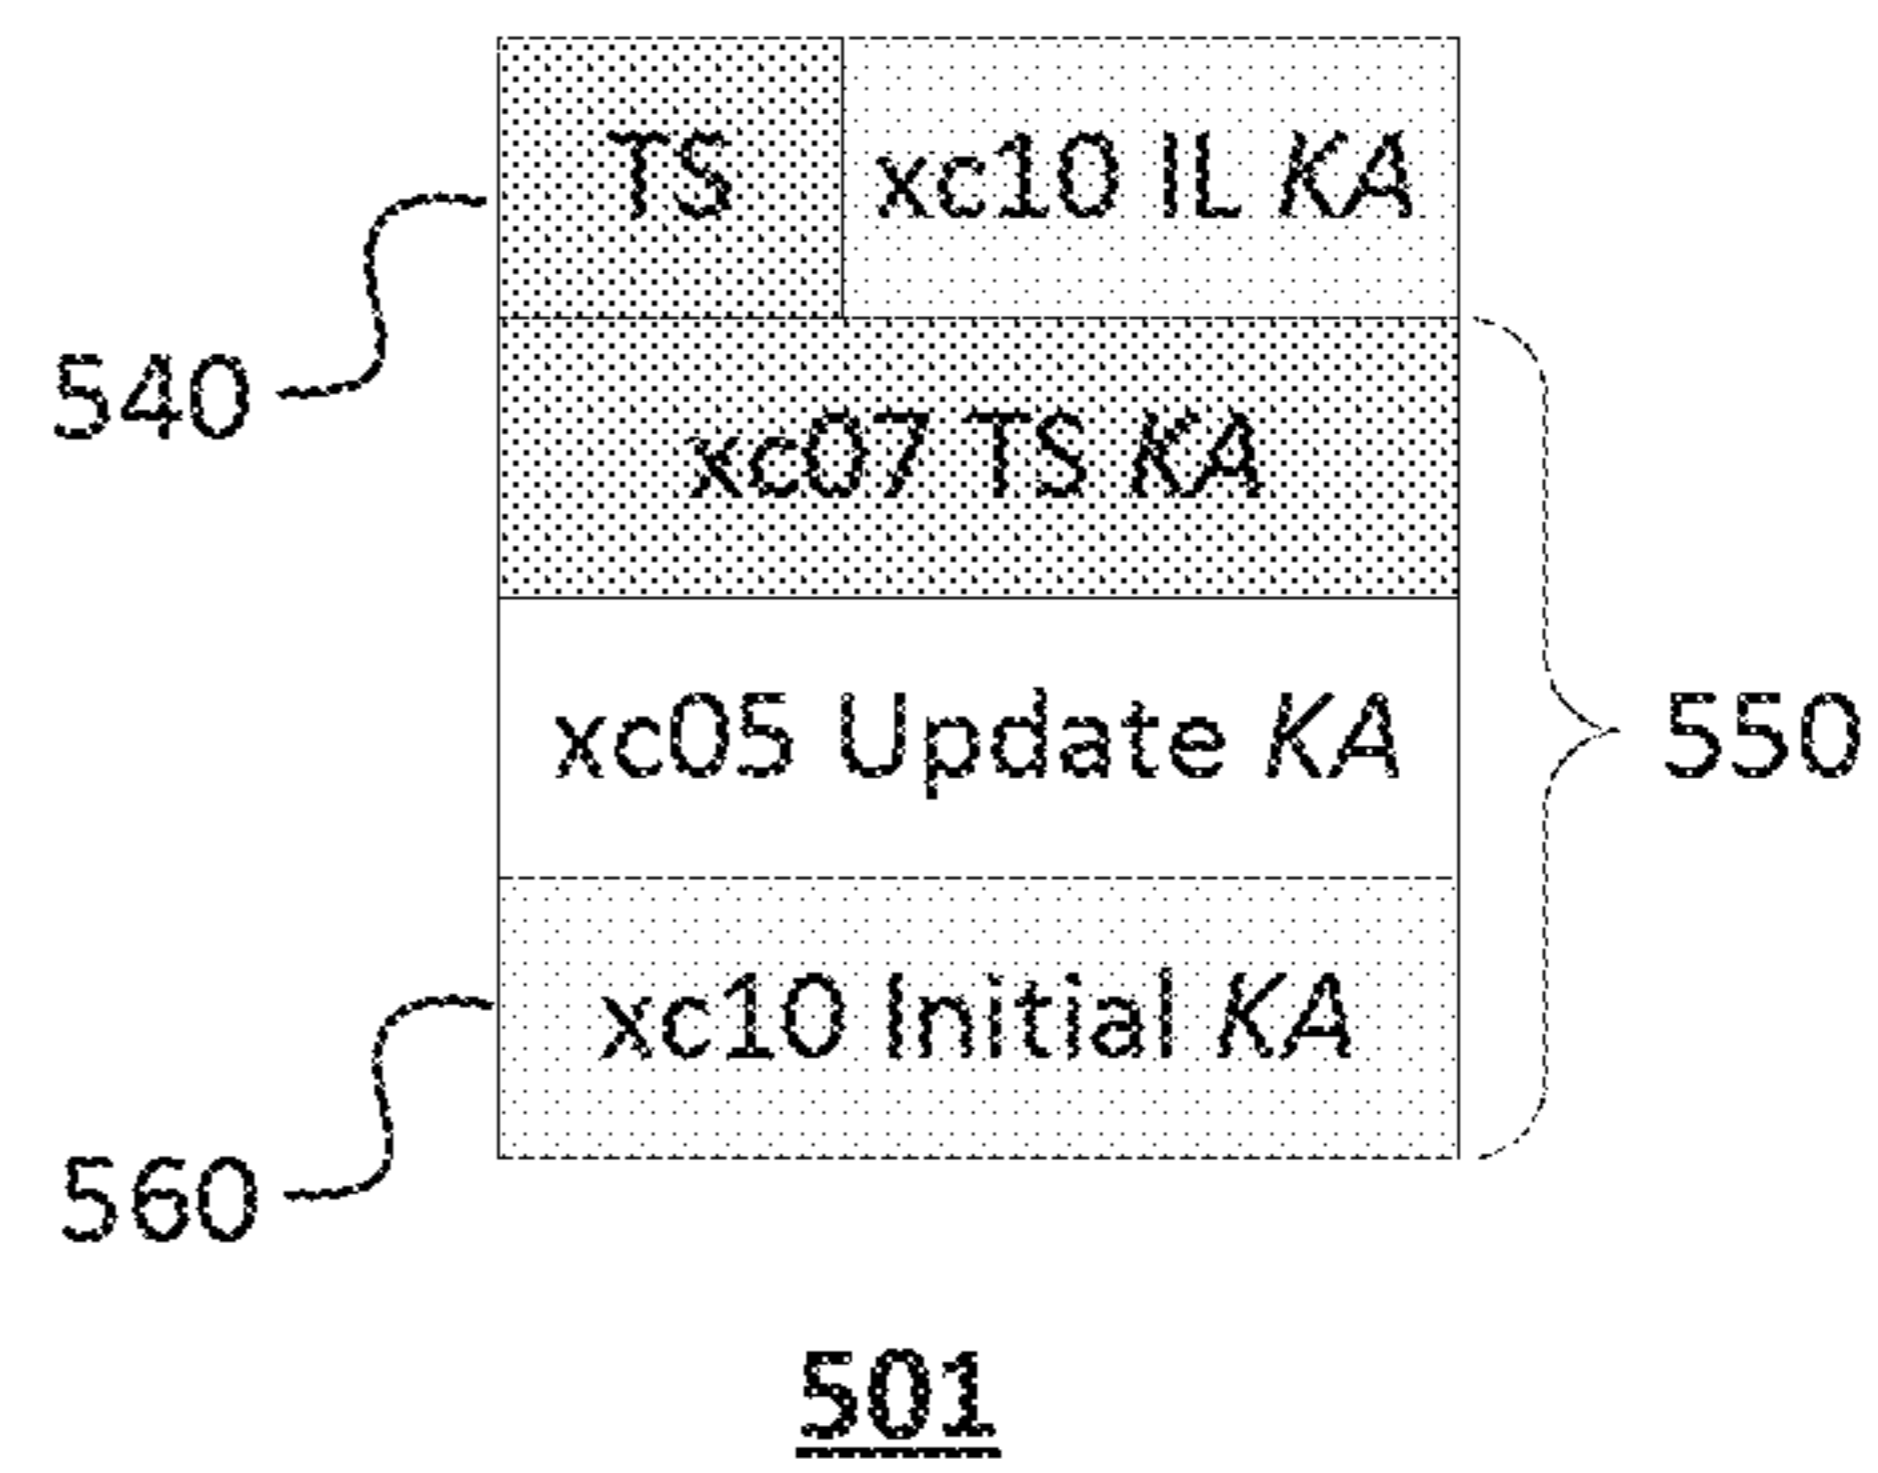 TS xc10 IL KA
540
xc07 TS KA
xc05 Update KA
550
xc10 Initial KA
560
501